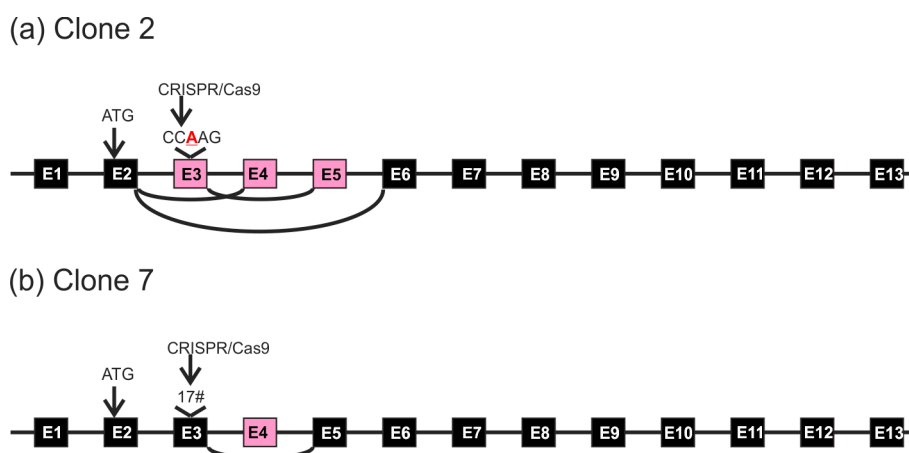 (a) Clone 2
CRISPR/Cas9
ATG
CCAAG
E1 E2 E3 E4 E5 E6 E7 E8 E9 E10 E11 E12 E13
(b) Clone 7
CRISPR/Cas9
ATG
17#
E1 E2 E3 E4 E5 E6 E7 E8 E9 E10 E11 E12 E13